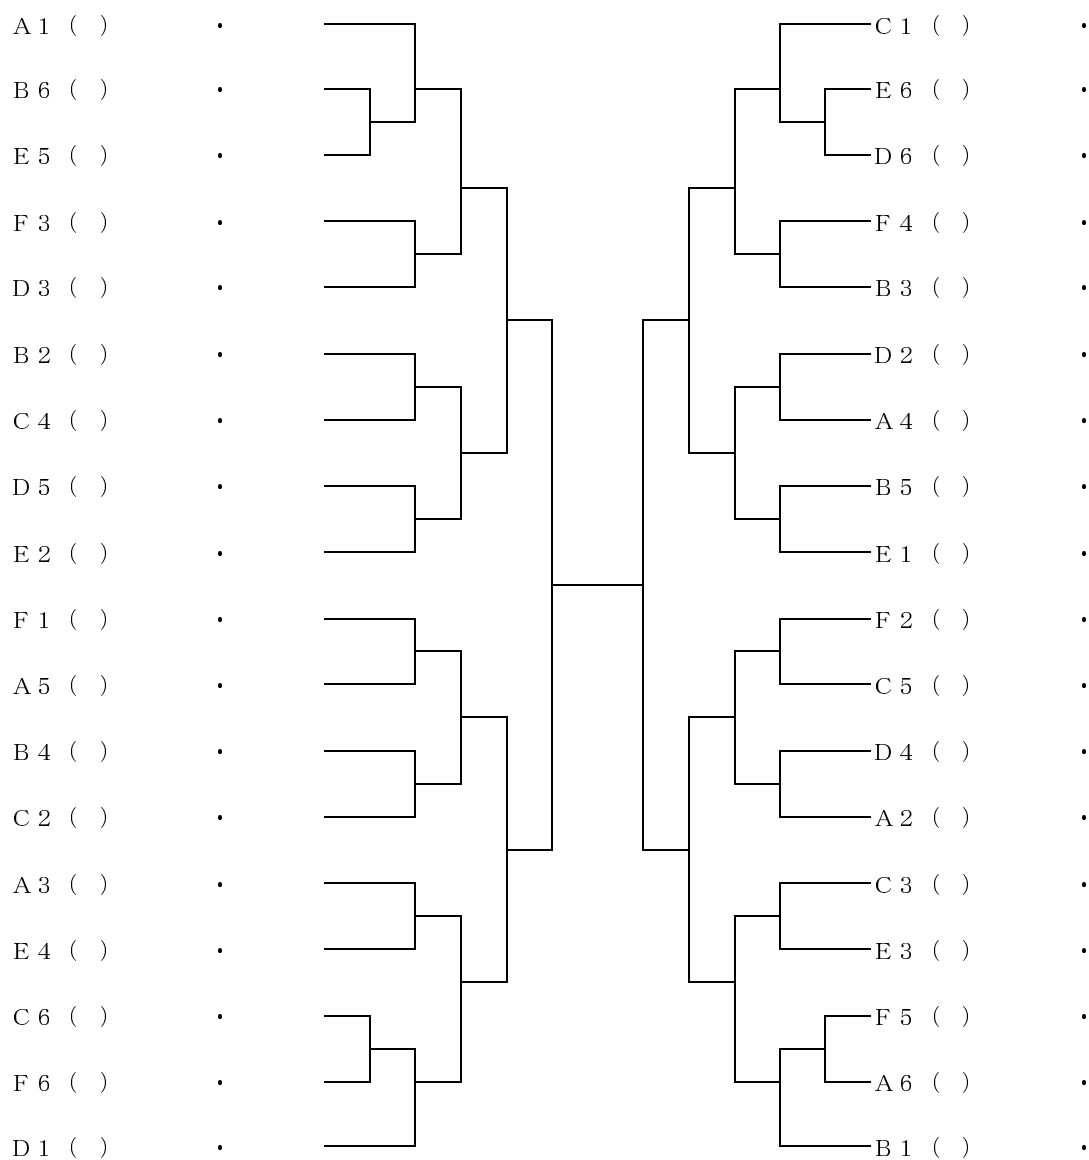 A 1 ( ) ・ C 1 ( ) ・
B 6 ( ) ・ E 6 ( ) ・
E 5 ( ) ・ D 6 ( ) ・
F 3 ( ) ・ F 4 ( ) ・
D 3 ( ) ・ B 3 ( ) ・
B 2 ( ) ・ D 2 ( ) ・
C 4 ( ) ・ A 4 ( ) ・
D 5 ( ) ・ B 5 ( ) ・
E 2 ( ) ・ E 1 ( ) ・
F 1 ( ) ・ F 2 ( ) ・
A 5 ( ) ・ C 5 ( ) ・
B 4 ( ) ・ D 4 ( ) ・
C 2 ( ) ・ A 2 ( ) ・
A 3 ( ) ・ C 3 ( ) ・
E 4 ( ) ・ E 3 ( ) ・
C 6 ( ) ・ F 5 ( ) ・
F 6 ( ) ・ A 6 ( ) ・
D 1 ( ) ・ B 1 ( ) ・